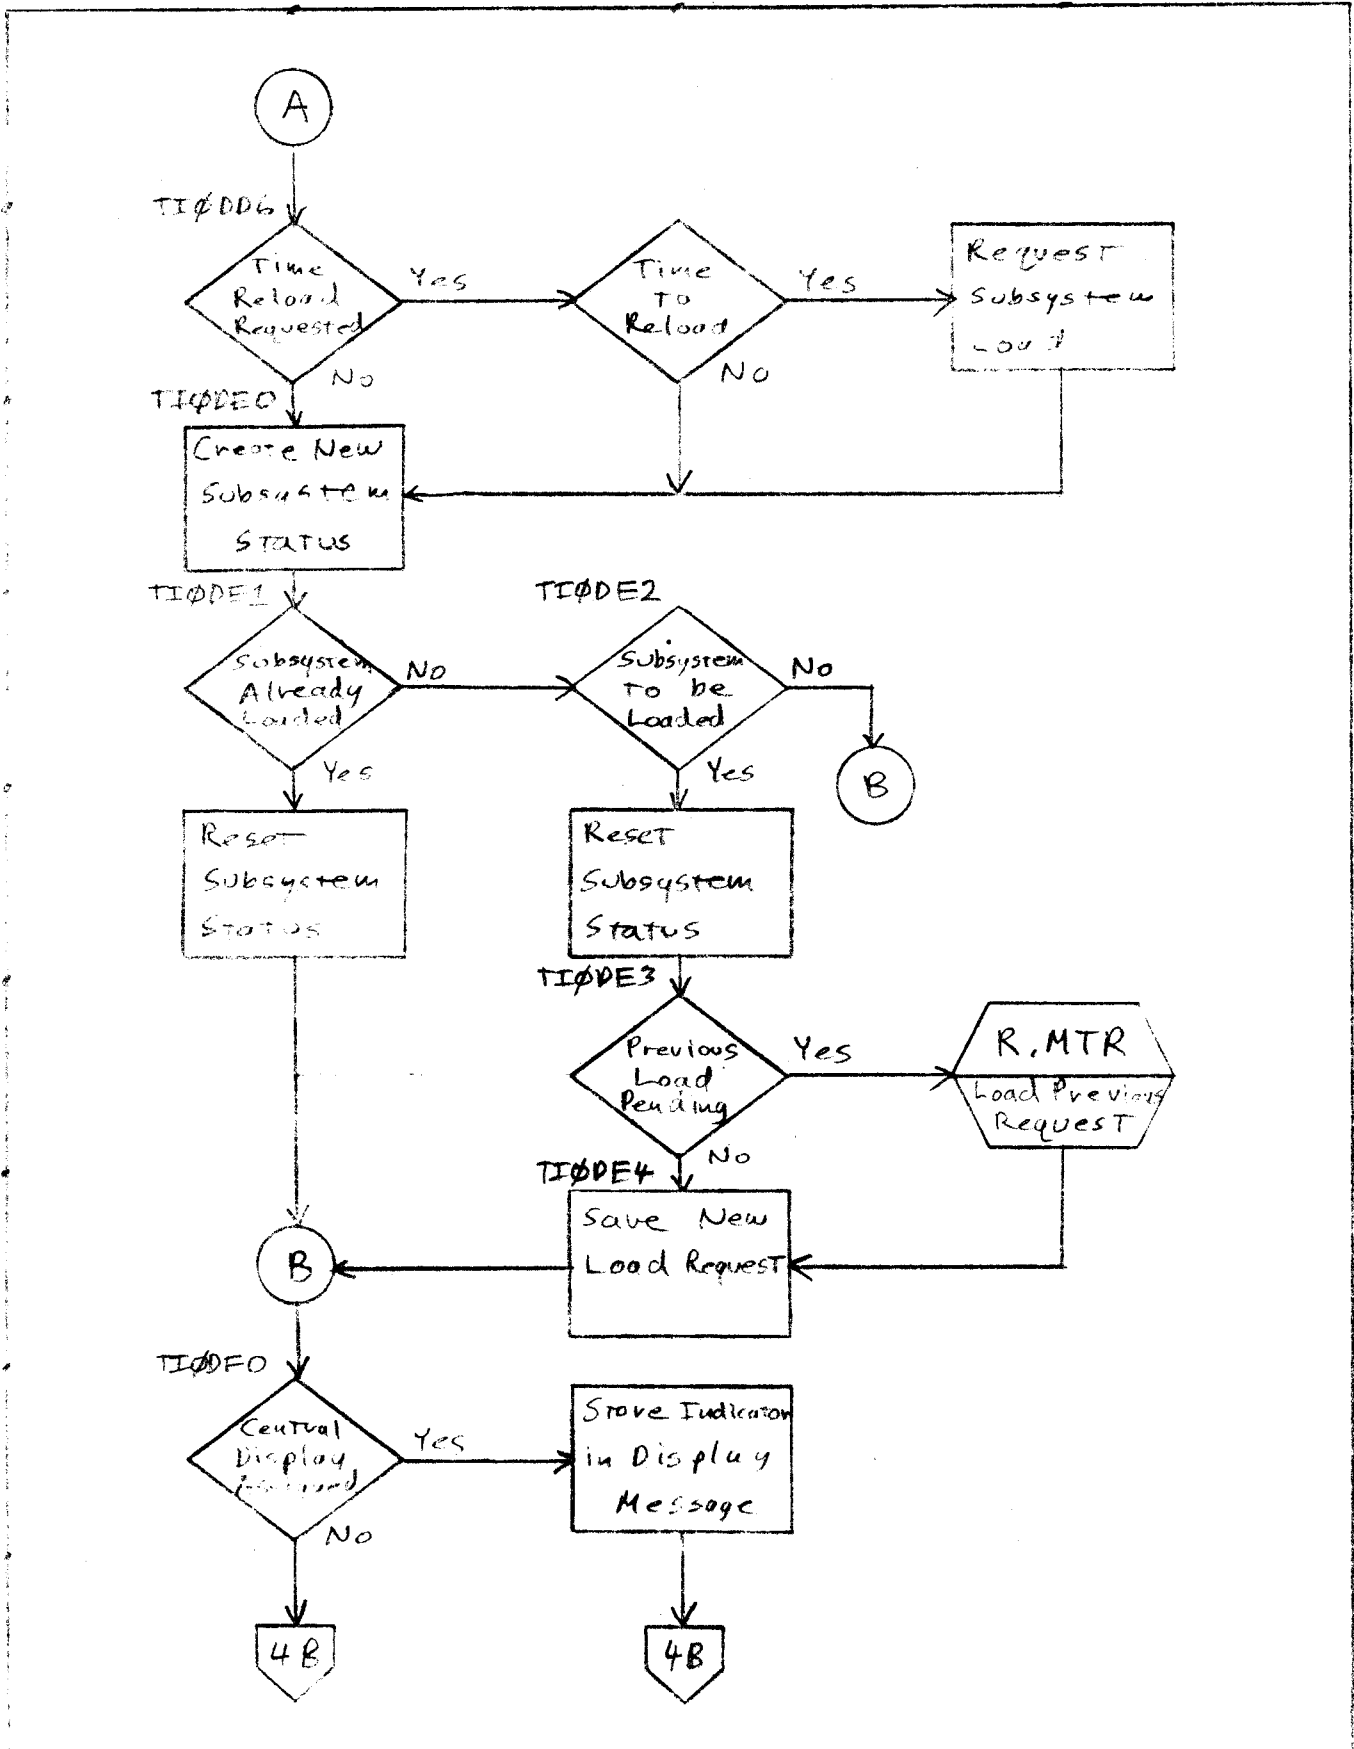 A
TIØDD6
Time
Reload
Requested
Yes
No
Time
To
Reload
Yes
No
Request
Subsystem
Load
TIØDE0
Create New
Subsystem
Status
TIØDE1
Subsystem
Already
Loaded
No
Yes
TIØDE2
Subsystem
To be
Loaded
No
Yes
B
Reset
Subsystem
Status
Reset
Subsystem
Status
TIØDE3
Previous
Load
Pending
Yes
No
R.MTR
Load Previous
Request
TIØDE4
Save New
Load Request
B
TIØDF0
Central
Display
Yes
No
Store Indicator
in Display
Message
4B
4B